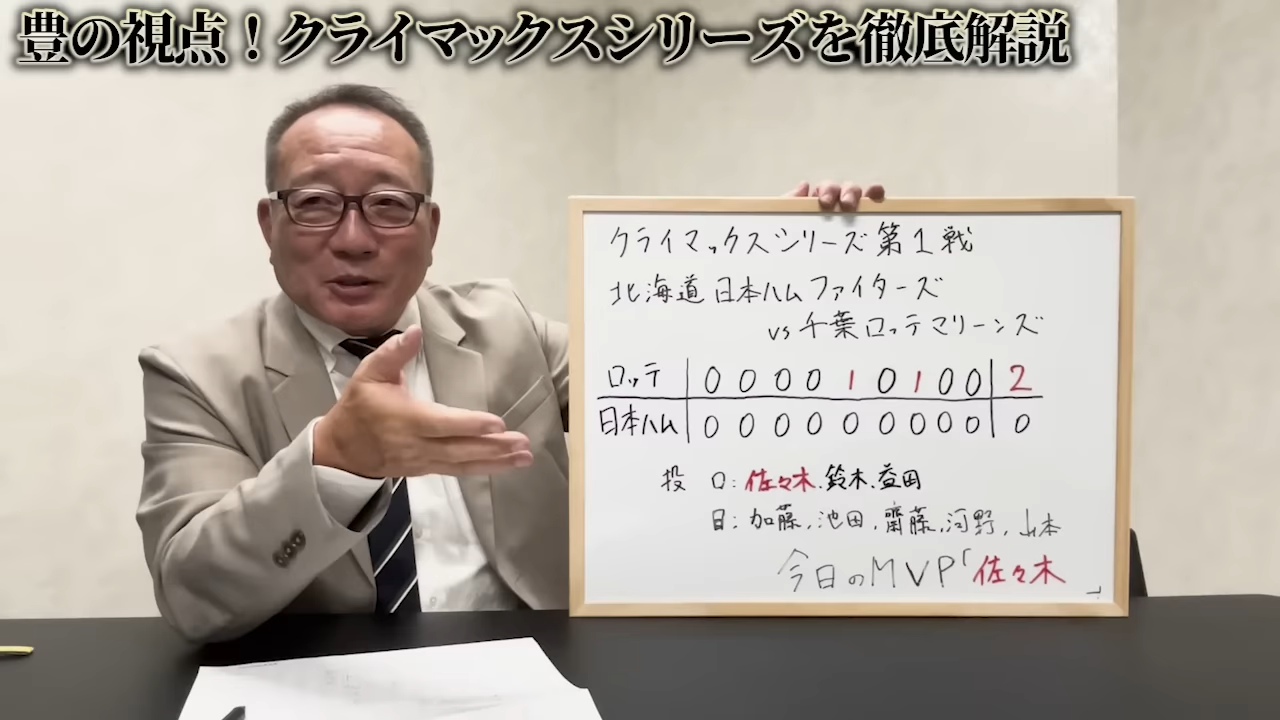 豊の視点！クライマックスシリーズを徹底解説
クライマックスシリーズ第1戦
北海道日本ハムファイターズ
vs千葉ロッテマリーンズ
ロッテ 0 0 0 0 1 0 1 0 0 2
日本ハム 0 0 0 0 0 0 0 0 0 0
投 ロ:佐々木.鈴木.益田
日:加藤,池田,齋藤,河野,山本
今日のMVP「佐々木」